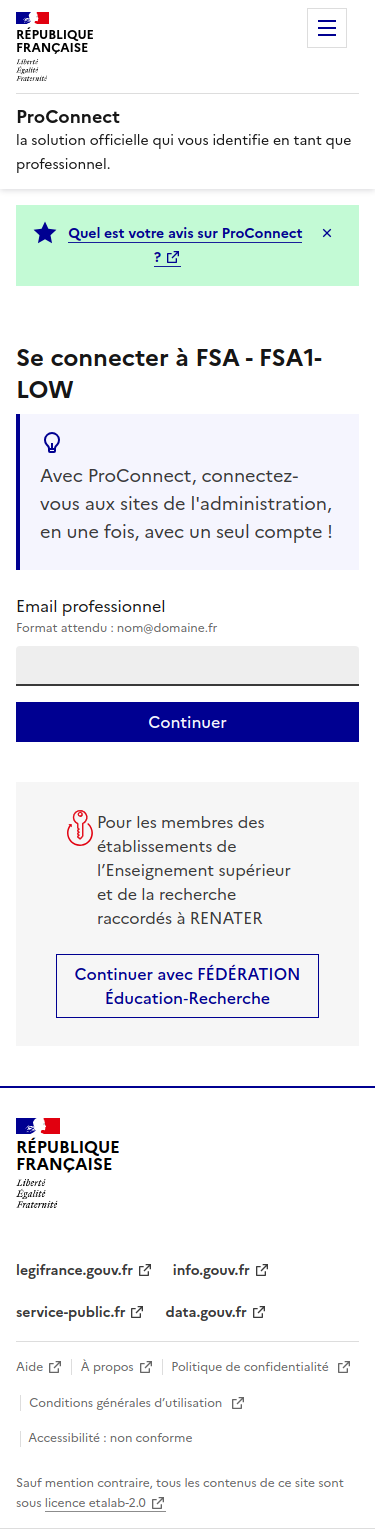 RÉPUBLIQUE
FRANÇAISE
Liberté
Égalité
Fraternité
ProConnect
la solution officielle qui vous identifie en tant que
professionnel.
Quel est votre avis sur ProConnect
?
Se connecter à FSA - FSA1-
LOW
Avec ProConnect, connectez-
vous aux sites de l'administration,
en une fois, avec un seul compte !
Email professionnel
Format attendu : nom@domaine.fr
Continuer
Pour les membres des
établissements de
l’Enseignement supérieur
et de la recherche
raccordés à RENATER
Continuer avec FÉDÉRATION
Éducation-Recherche
RÉPUBLIQUE
FRANÇAISE
Liberté
Égalité
Fraternité
legifrance.gouv.fr info.gouv.fr
service-public.fr data.gouv.fr
Aide À propos Politique de confidentialité
Conditions générales d’utilisation
Accessibilité : non conforme
Sauf mention contraire, tous les contenus de ce site sont
sous licence etalab-2.0